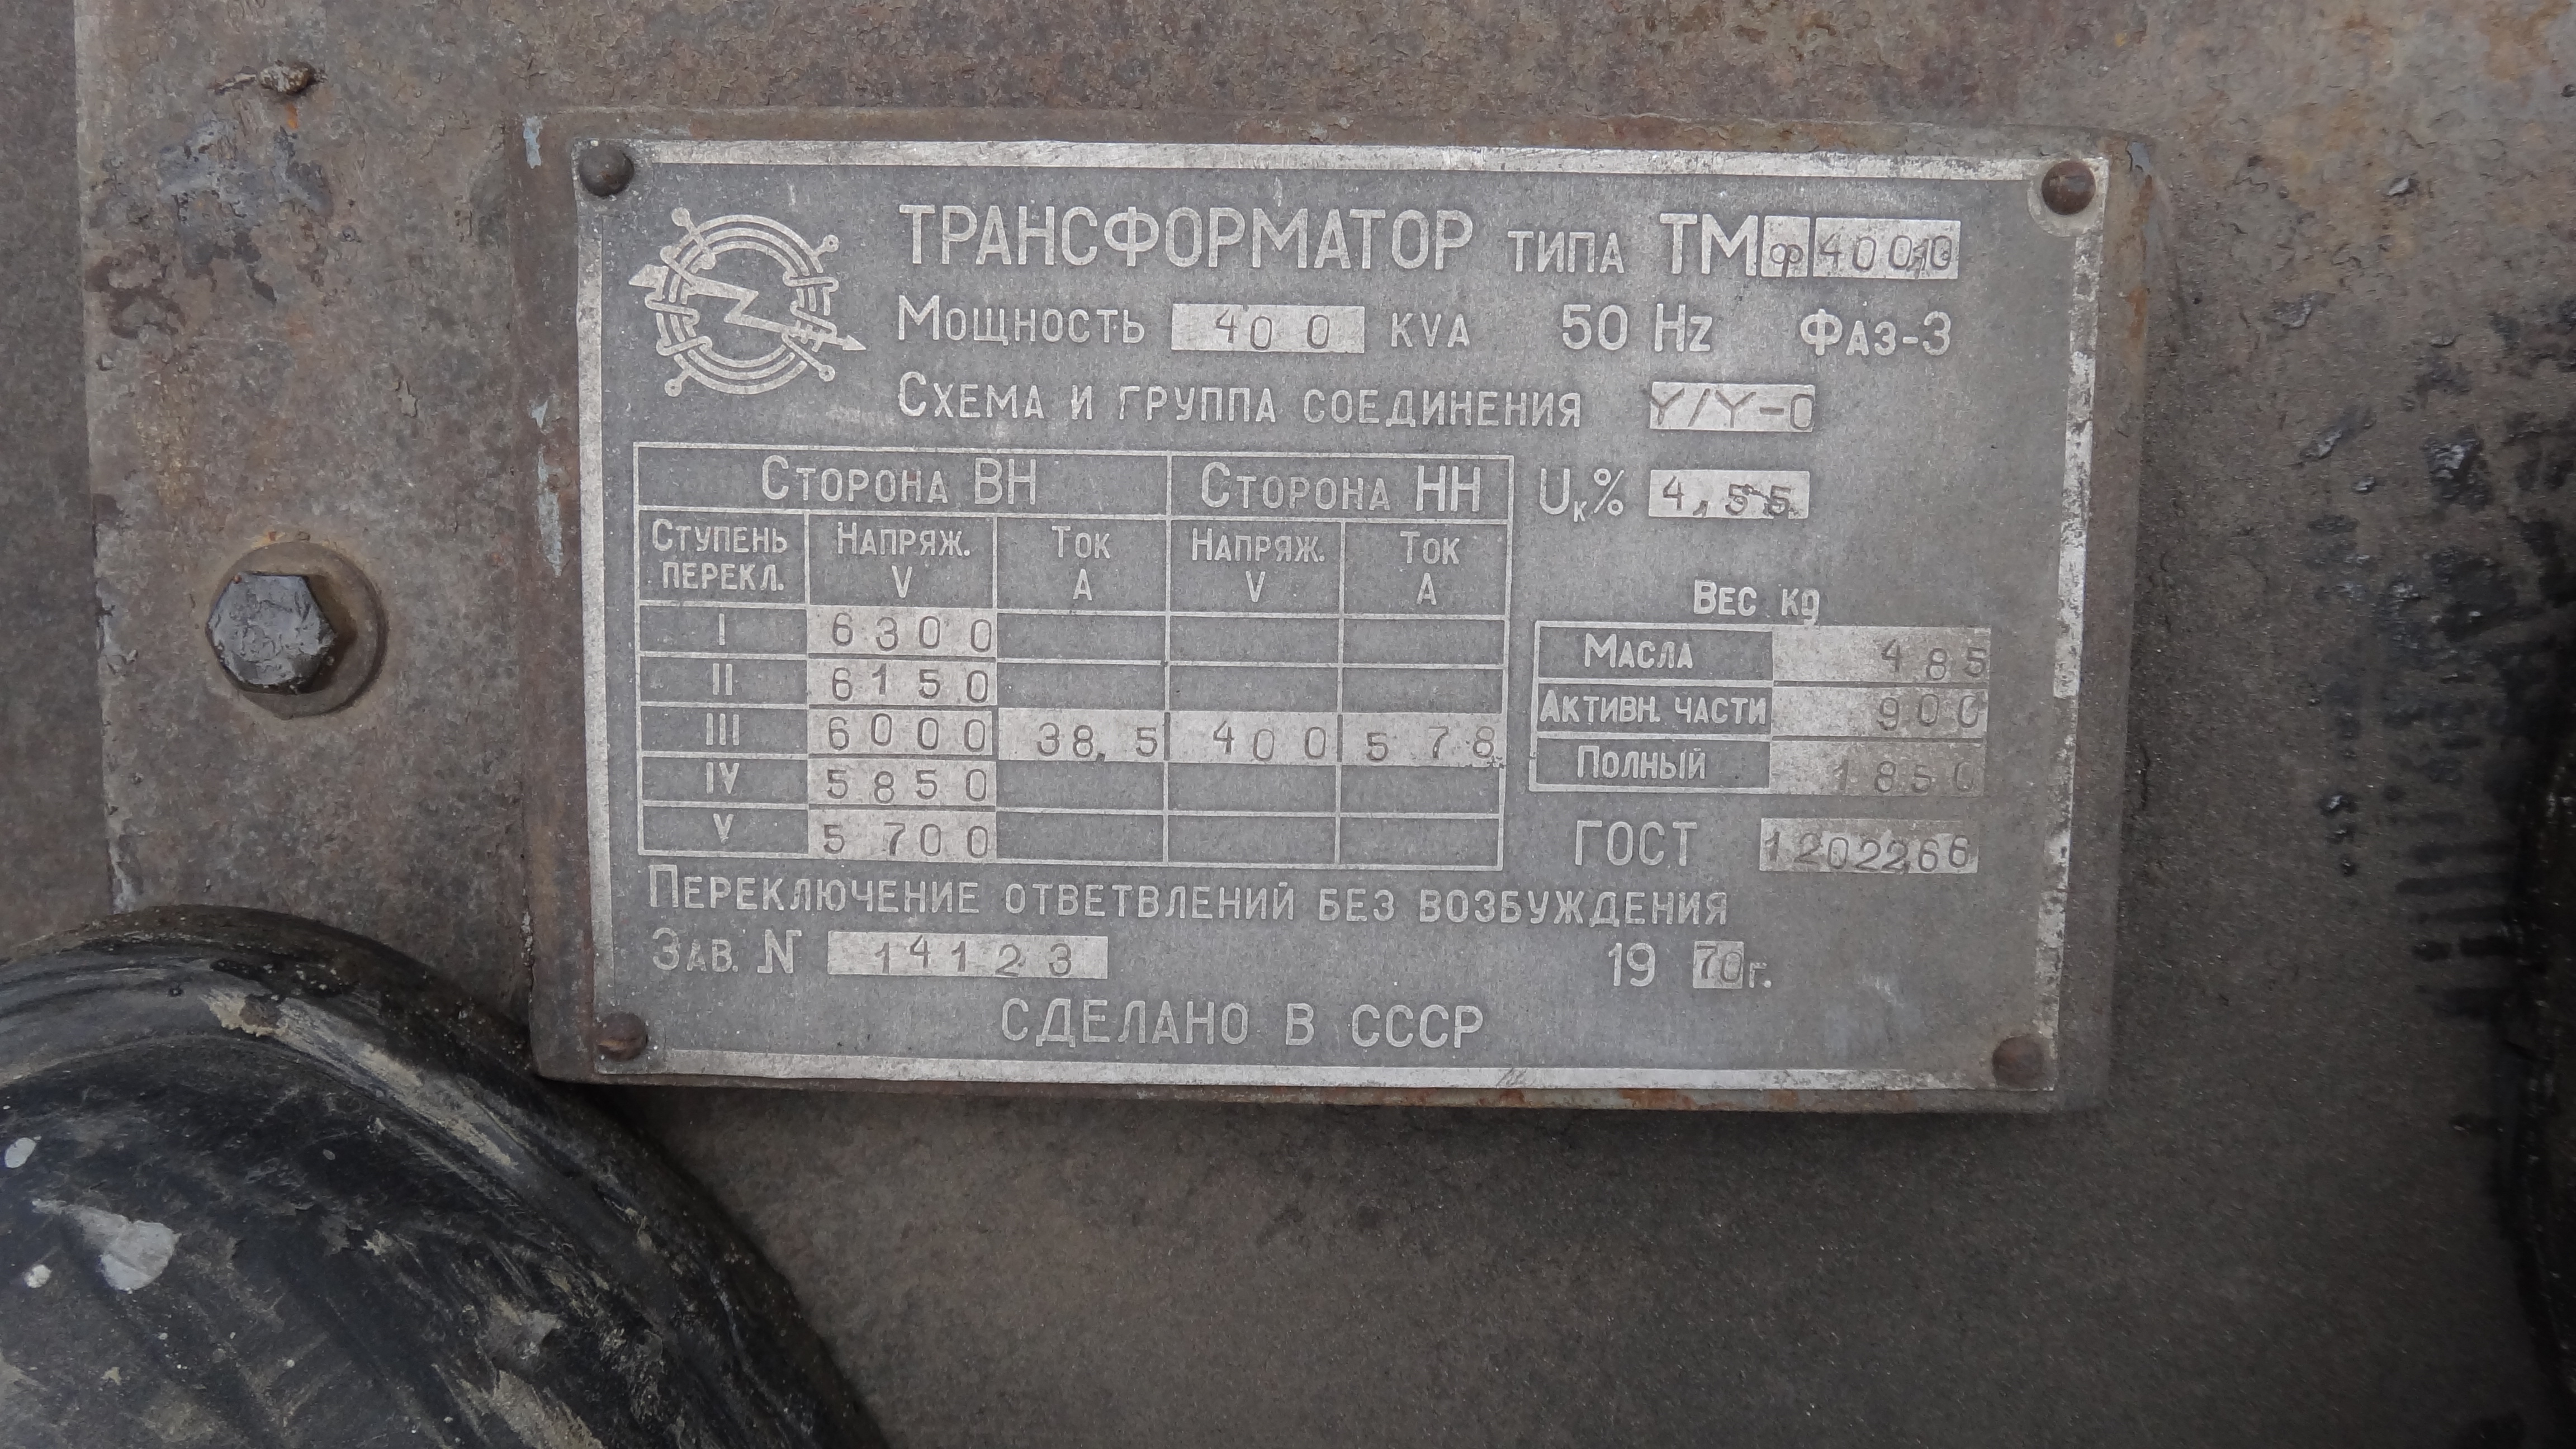 ТРАНСФОРМАТОР ТИПА ТМФ 400/10
МОЩНОСТЬ 400 KVA 50 Hz ФАЗ-3
СХЕМА И ГРУППА СОЕДИНЕНИЯ Y/Y-0
СТОРОНА ВН СТОРОНА НН Uк% 4,55
СТУПЕНЬ ПЕРЕКЛ. НАПРЯЖ. V ТОК А НАПРЯЖ. V ТОК А
I 6300
II 6150
III 6000 38,5 400 578
IV 5850
V 5700
ВЕС kg
МАСЛА 485
АКТИВН. ЧАСТИ 900
ПОЛНЫЙ 1850
ГОСТ 12022,66
ПЕРЕКЛЮЧЕНИЕ ОТВЕТВЛЕНИЙ БЕЗ ВОЗБУЖДЕНИЯ
ЗАВ. N 14123 1970г.
СДЕЛАНО В СССР